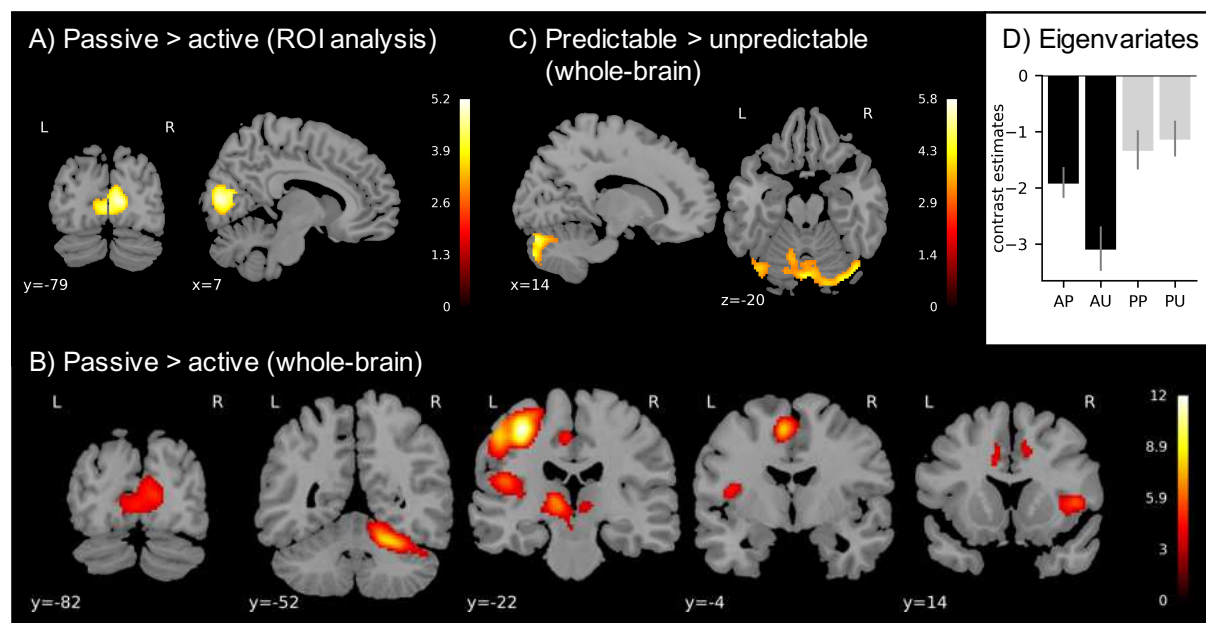 A) Passive > active (ROI analysis)
L
R
y=-79
x=7
5.2
3.9
2.6
1.3
0
C) Predictable > unpredictable
(whole-brain)
L
R
x=14
z=-20
5.8
4.3
2.9
1.4
0
D) Eigenvariates
contrast estimates
0
−1
−2
−3
AP
AU
PP
PU
B) Passive > active (whole-brain)
L
R
y=-82
L
R
y=-52
L
R
y=-22
L
R
y=-4
L
R
y=14
12
8.9
5.9
3
0